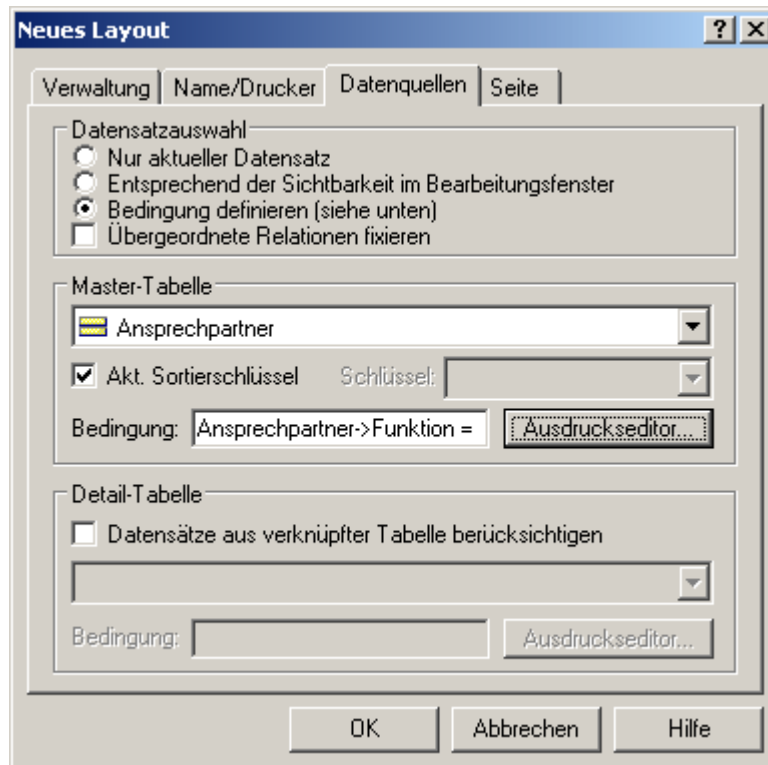 Neues Layout
Verwaltung Name/Drucker Datenquellen Seite
Datensatzauswahl
Nur aktueller Datensatz
Entsprechend der Sichtbarkeit im Bearbeitungsfenster
Bedingung definieren (siehe unten)
Übergeordnete Relationen fixieren
Master-Tabelle
Ansprechpartner
Akt. Sortierschlüssel Schlüssel:
Bedingung: Ansprechpartner->Funktion = Ausdruckseditor...
Detail-Tabelle
Datensätze aus verknüpfter Tabelle berücksichtigen
Bedingung: Ausdruckseditor...
OK Abbrechen Hilfe